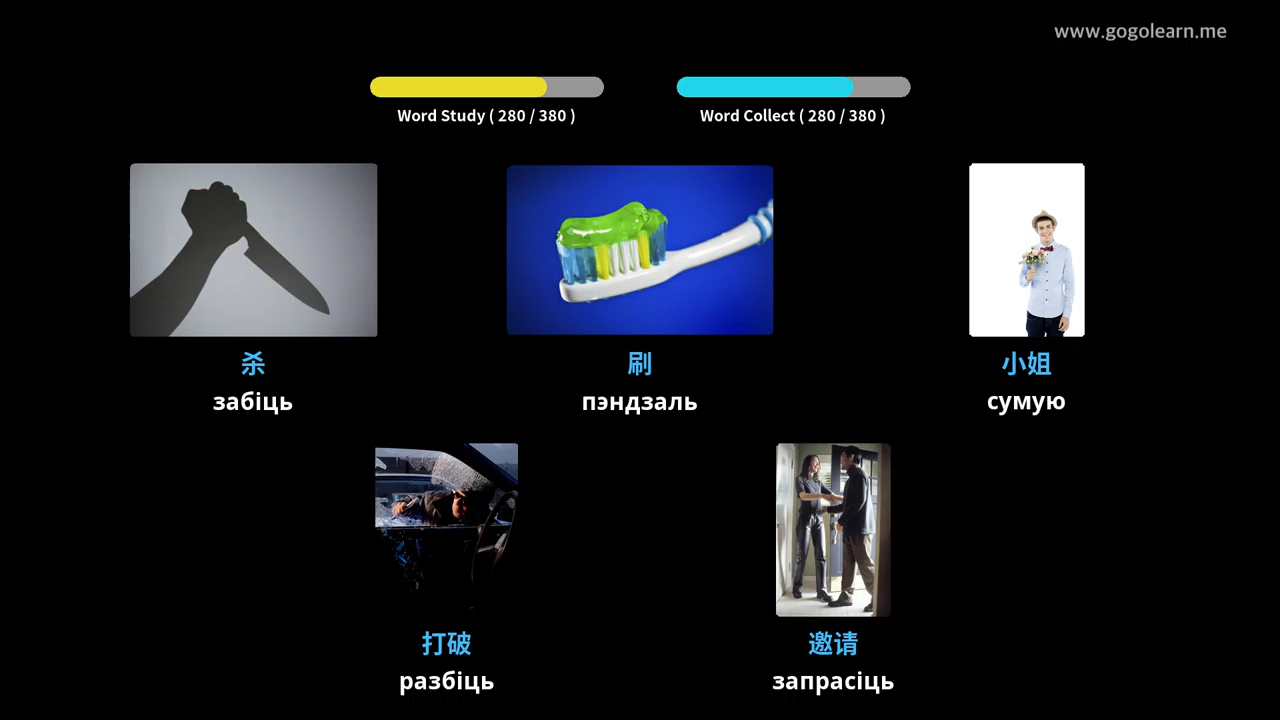 www.gogolearn.me
Word Study ( 280 / 380 )
Word Collect ( 280 / 380 )
杀
забіць
刷
пэндзаль
小姐
сумую
打破
разбіць
邀请
запрасіць